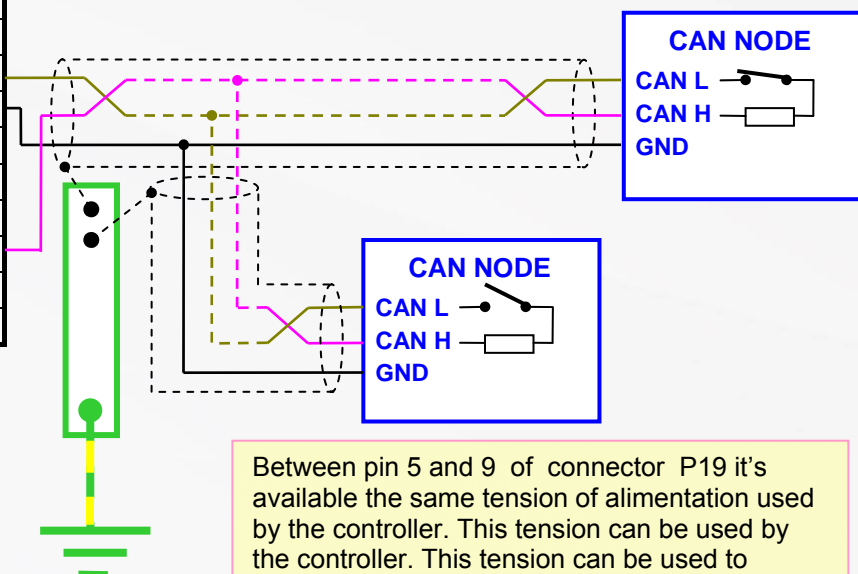 CAN NODE
CAN L
CAN H
GND
CAN NODE
CAN L
CAN H
GND
Between pin 5 and 9 of connector P19 it's
available the same tension of alimentation used
by the controller. This tension can be used by
the controller. This tension can be used to